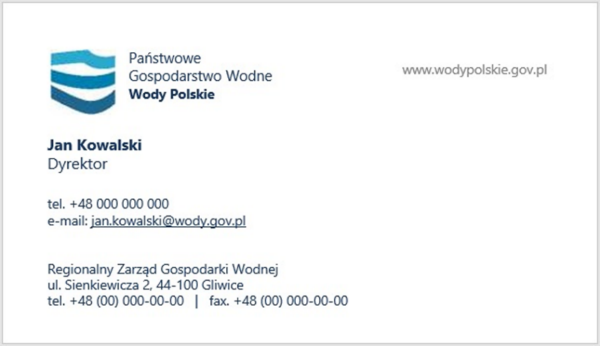 Państwowe
Gospodarstwo Wodne
Wody Polskie
www.wodypolskie.gov.pl
Jan Kowalski
Dyrektor
tel. +48 000 000 000
e-mail: jan.kowalski@wody.gov.pl
Regionalny Zarząd Gospodarki Wodnej
ul. Sienkiewicza 2, 44-100 Gliwice
tel. +48 (00) 000-00-00 | fax. +48 (00) 000-00-00